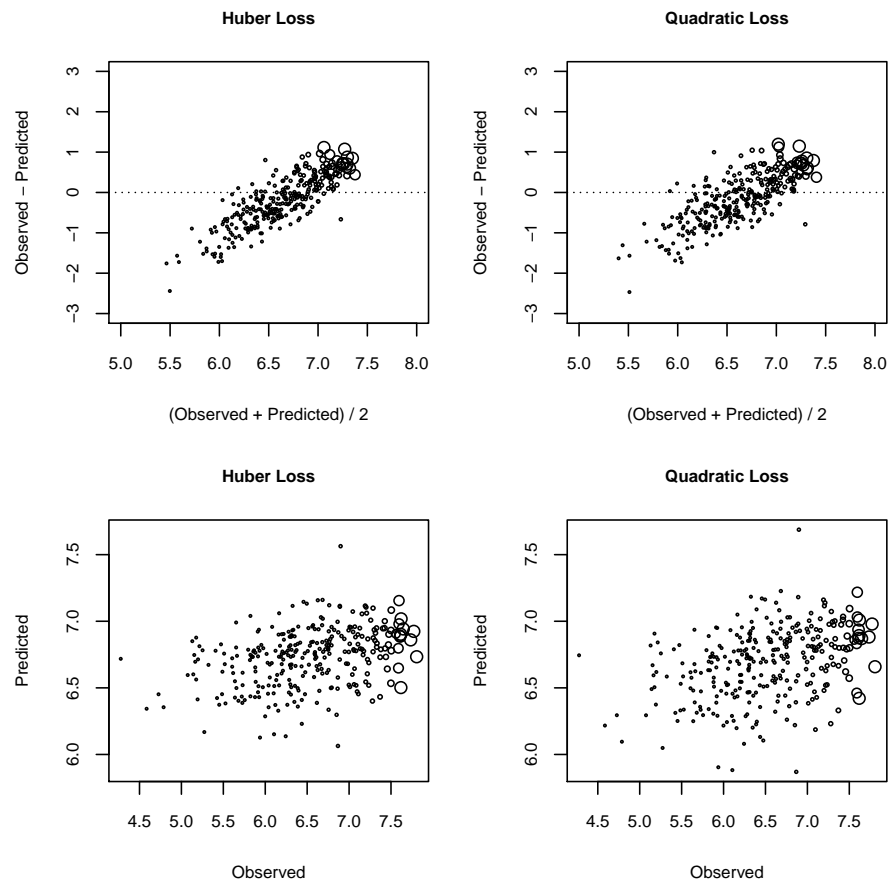 Huber Loss
Observed − Predicted
3
2
1
0
−1
−2
−3
5.0 5.5 6.0 6.5 7.0 7.5 8.0
(Observed + Predicted) / 2
Quadratic Loss
Observed − Predicted
3
2
1
0
−1
−2
−3
5.0 5.5 6.0 6.5 7.0 7.5 8.0
(Observed + Predicted) / 2
Huber Loss
Predicted
7.5
7.0
6.5
6.0
4.5 5.0 5.5 6.0 6.5 7.0 7.5
Observed
Quadratic Loss
Predicted
7.5
7.0
6.5
6.0
4.5 5.0 5.5 6.0 6.5 7.0 7.5
Observed